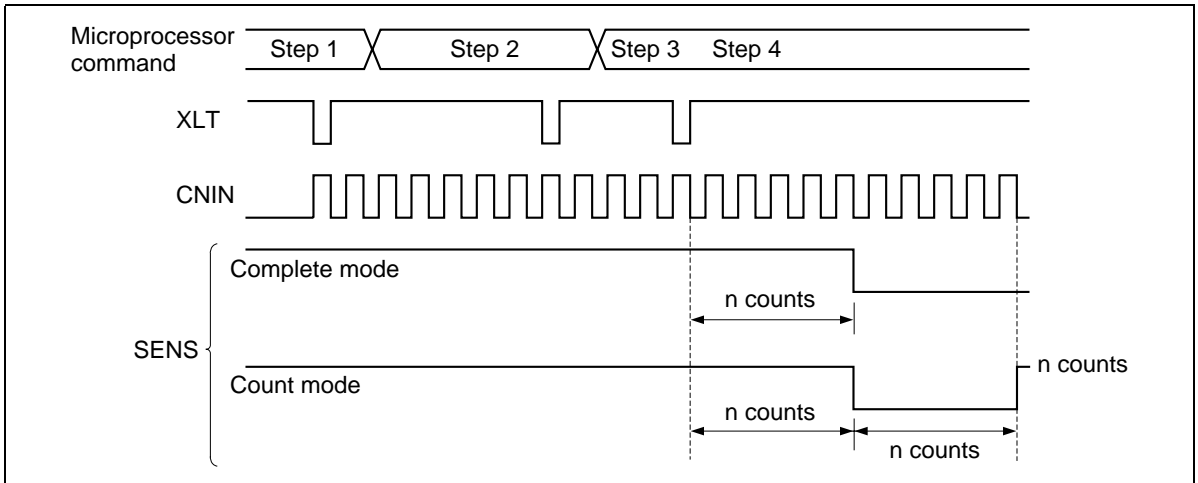 Microprocessor
command
Step 1 Step 2 Step 3 Step 4
XLT
CNIN
SENS
Complete mode
n counts
Count mode
n counts
n counts
n counts